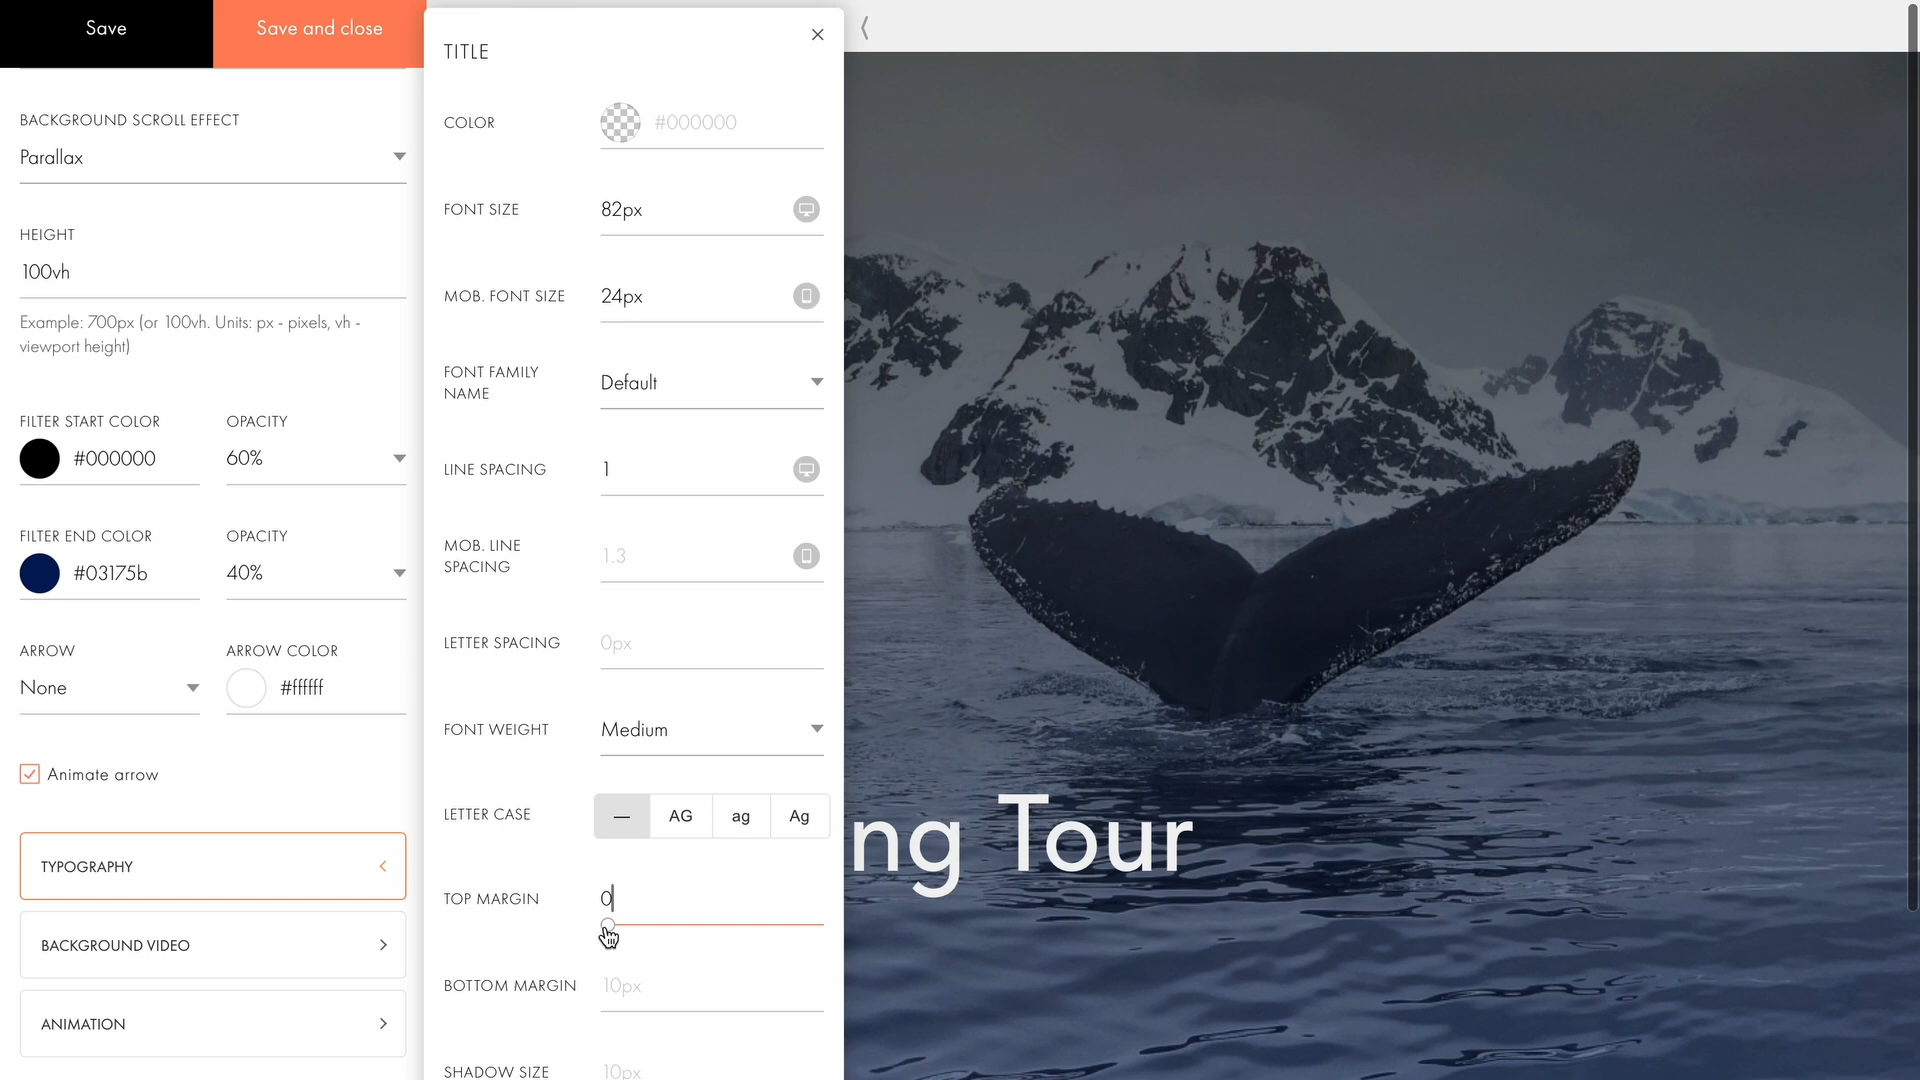 Save
Save and close
BACKGROUND SCROLL EFFECT
Parallax
HEIGHT
100vh
Example: 700px (or 100vh. Units: px - pixels, vh -
viewport height)
FILTER START COLOR
OPACITY
#000000
60%
FILTER END COLOR
OPACITY
#03175b
40%
ARROW
ARROW COLOR
None
#ffffff
Animate arrow
TYPOGRAPHY
BACKGROUND VIDEO
ANIMATION
TITLE
COLOR
#000000
FONT SIZE
82px
MOB. FONT SIZE
24px
FONT FAMILY
NAME
Default
LINE SPACING
1
MOB. LINE
SPACING
1.3
LETTER SPACING
0px
FONT WEIGHT
Medium
LETTER CASE
—
AG
ag
Ag
TOP MARGIN
0
BOTTOM MARGIN
10px
SHADOW SIZE
10px
ng Tour